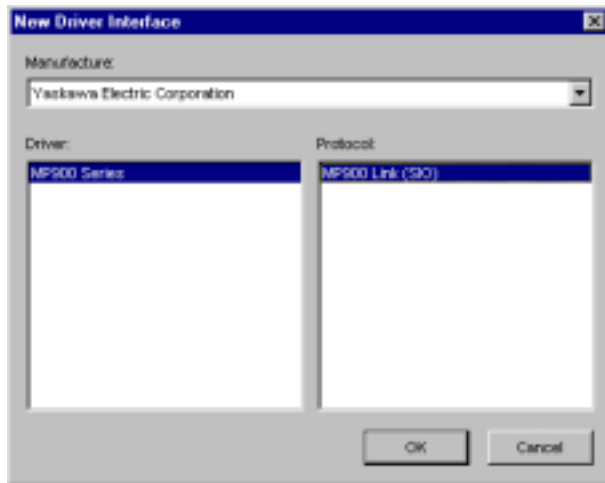 New Driver Interface
Manufacture:
Yaskawa Electric Corporation
Driver:
Protocol:
MP900 Series
MP900 Link (SIO)
OK
Cancel